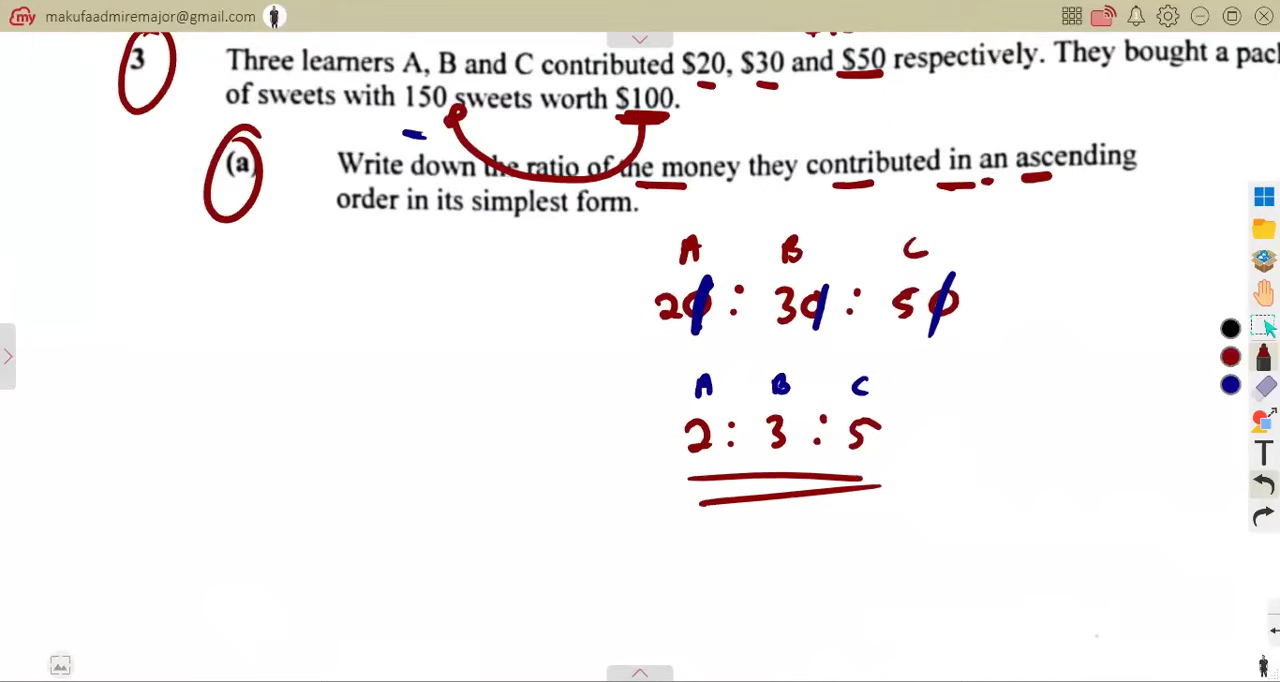 my makufaadmiremajor@gmail.com
3 Three learners A, B and C contributed $20, $30 and $50 respectively. They bought a pack
of sweets with 150 sweets worth $100.
(a) Write down the ratio of the money they contributed in an ascending
order in its simplest form.
A B C
20 : 30 : 50
A B C
2 : 3 : 5
T